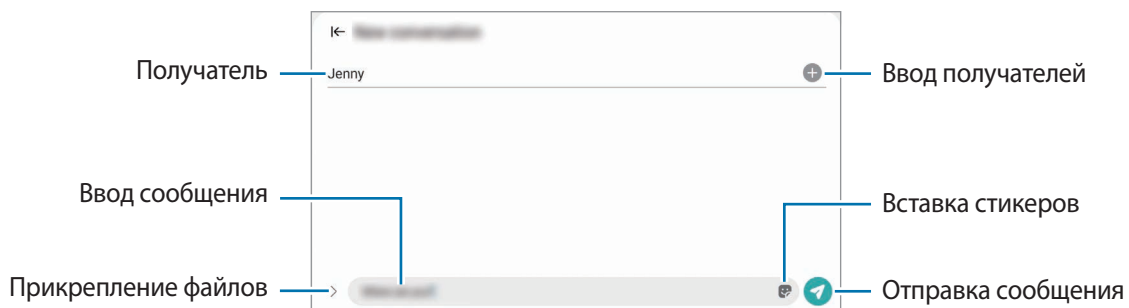 Получатель
Jenny
Ввод получателей
Ввод сообщения
Вставка стикеров
Прикрепление файлов
Отправка сообщения